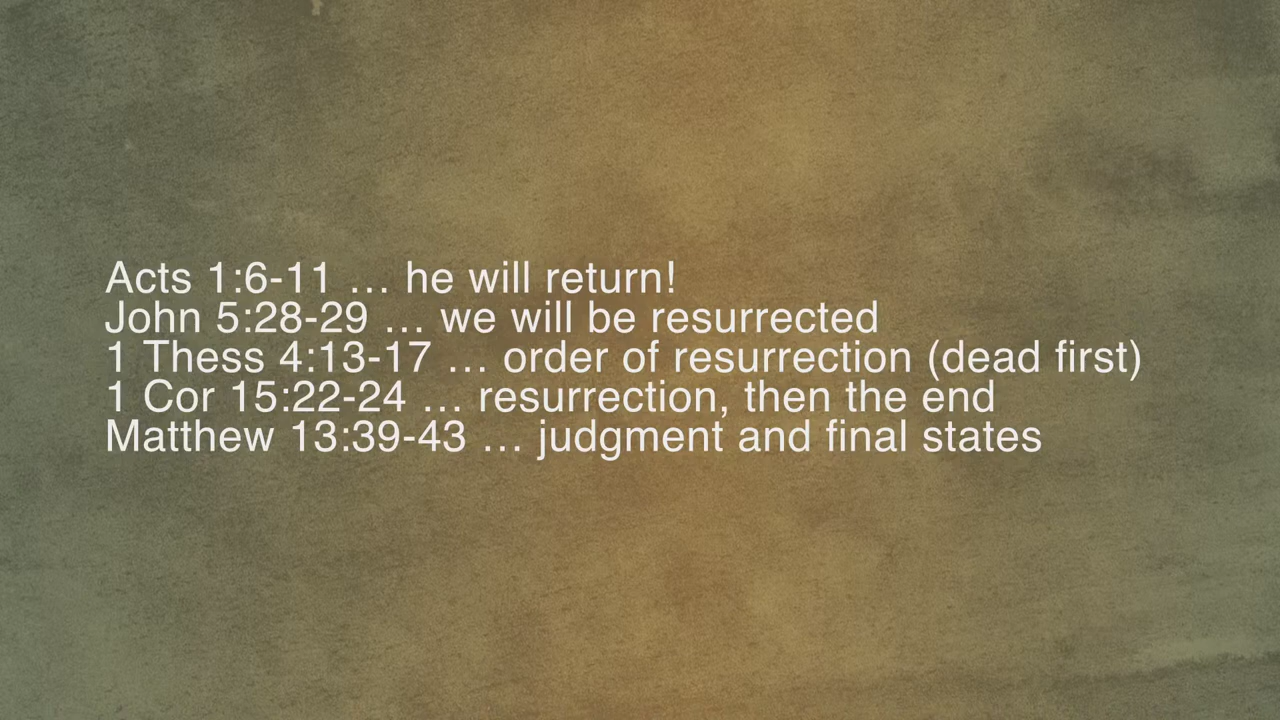 Acts 1:6-11 … he will return!
John 5:28-29 … we will be resurrected
1 Thess 4:13-17 … order of resurrection (dead first)
1 Cor 15:22-24 … resurrection, then the end
Matthew 13:39-43 … judgment and final states